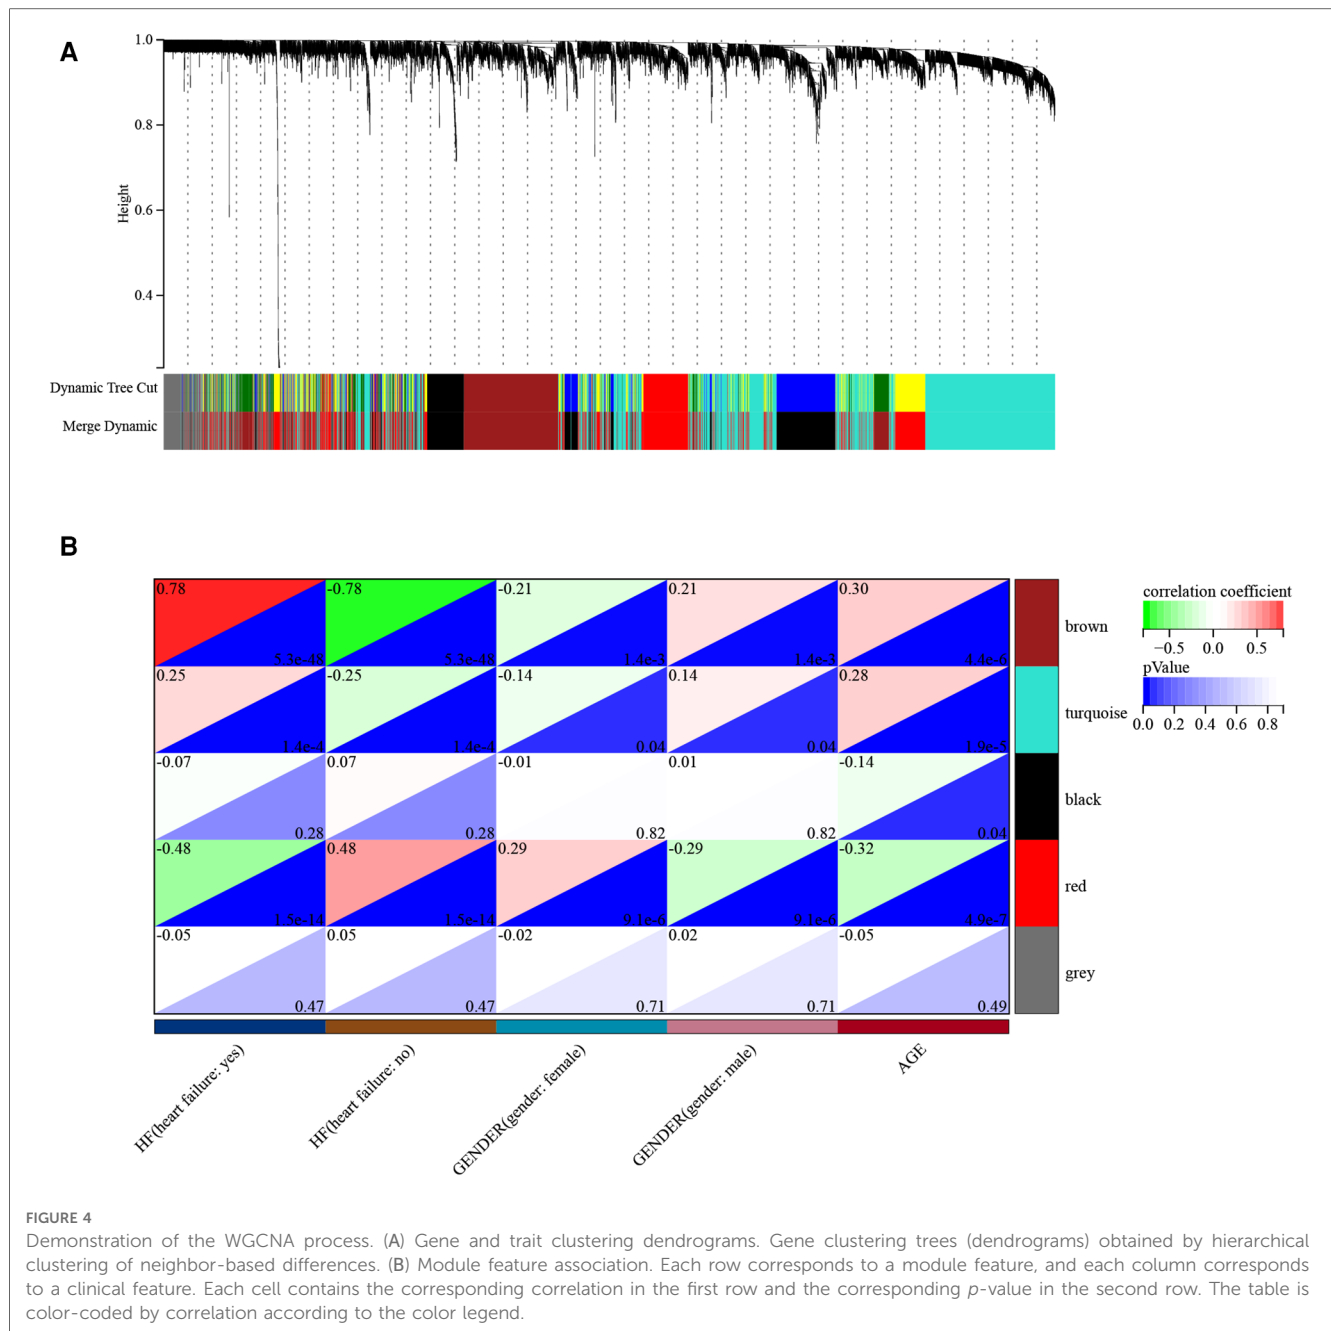 A
1.0
0.8
0.6
0.4
Height
Dynamic Tree Cut
Merge Dynamic
B
0.78 -0.78 -0.21 0.21 0.30
5.3e-48 5.3e-48 1.4e-3 1.4e-3 4.4e-6
brown
0.25 -0.25 -0.14 0.14 0.28
1.4e-4 1.4e-4 0.04 0.04 1.9e-5
turquoise
-0.07 0.07 -0.01 0.01 -0.14
0.28 0.28 0.82 0.82 0.04
black
-0.48 0.48 0.29 -0.29 -0.32
1.5e-14 1.5e-14 9.1e-6 9.1e-6 4.9e-7
red
-0.05 0.05 -0.02 0.02 -0.05
0.47 0.47 0.71 0.71 0.49
grey
correlation coefficient
−0.5 0.0 0.5
pValue
0.0 0.2 0.4 0.6 0.8
HF(heart failure: yes)
HF(heart failure: no)
GENDER(gender: female)
GENDER(gender: male)
AGE
FIGURE 4
Demonstration of the WGCNA process. (A) Gene and trait clustering dendrograms. Gene clustering trees (dendrograms) obtained by hierarchical
clustering of neighbor-based differences. (B) Module feature association. Each row corresponds to a module feature, and each column corresponds
to a clinical feature. Each cell contains the corresponding correlation in the first row and the corresponding p-value in the second row. The table is
color-coded by correlation according to the color legend.